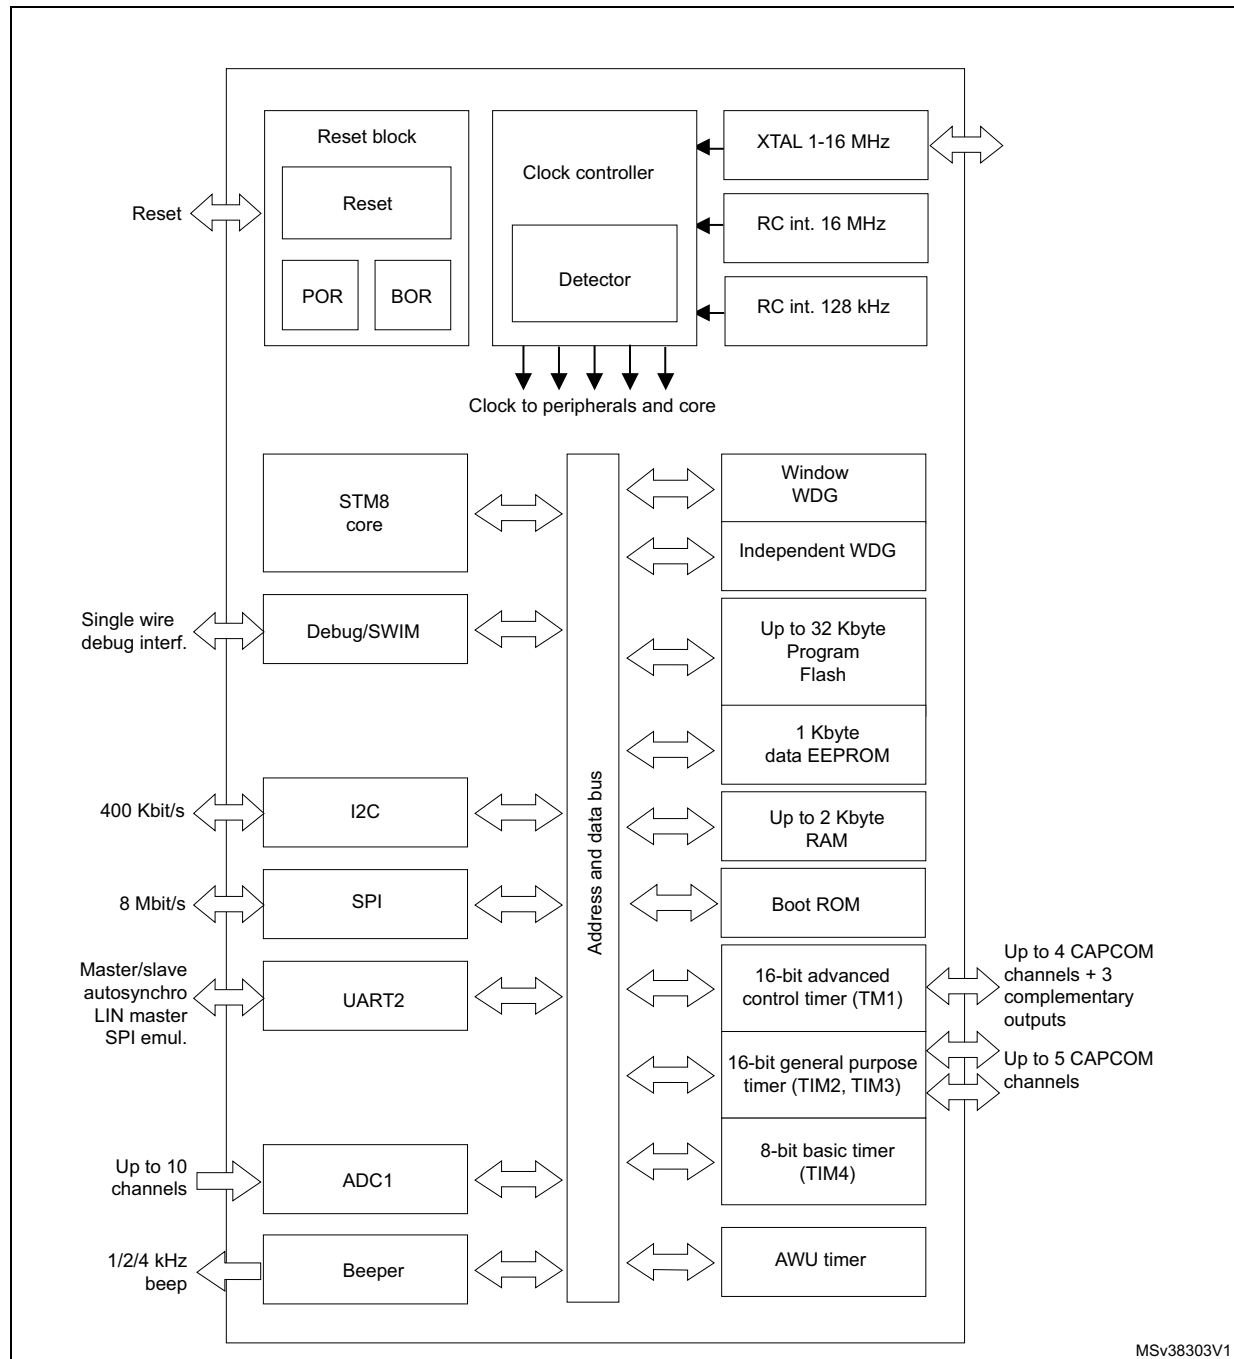 Reset block
Reset
POR
BOR
Reset
Clock controller
Detector
XTAL 1-16 MHz
RC int. 16 MHz
RC int. 128 kHz
Clock to peripherals and core
STM8
core
Single wire
debug interf.
Debug/SWIM
400 Kbit/s
I2C
8 Mbit/s
SPI
Master/slave
autosynchro
LIN master
SPI emul.
UART2
Up to 10
channels
ADC1
1/2/4 kHz
beep
Beeper
Address and data bus
Window
WDG
Independent WDG
Up to 32 Kbyte
Program
Flash
1 Kbyte
data EEPROM
Up to 2 Kbyte
RAM
Boot ROM
16-bit advanced
control timer (TM1)
Up to 4 CAPCOM
channels + 3
complementary
outputs
16-bit general purpose
timer (TIM2, TIM3)
Up to 5 CAPCOM
channels
8-bit basic timer
(TIM4)
AWU timer
MSv38303V1